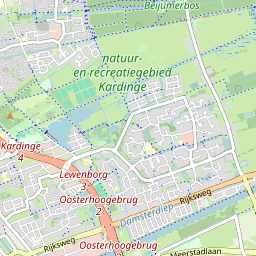 Beijumerbos
natuur-
en recreatiegebied
Kardinge
Kardinge
4
3
Lewenborg
Oosterhoogebrug
2
Rijksweg
Damsterdiep
Rijksweg
Oosterhoogebrug
Meerstadlaan